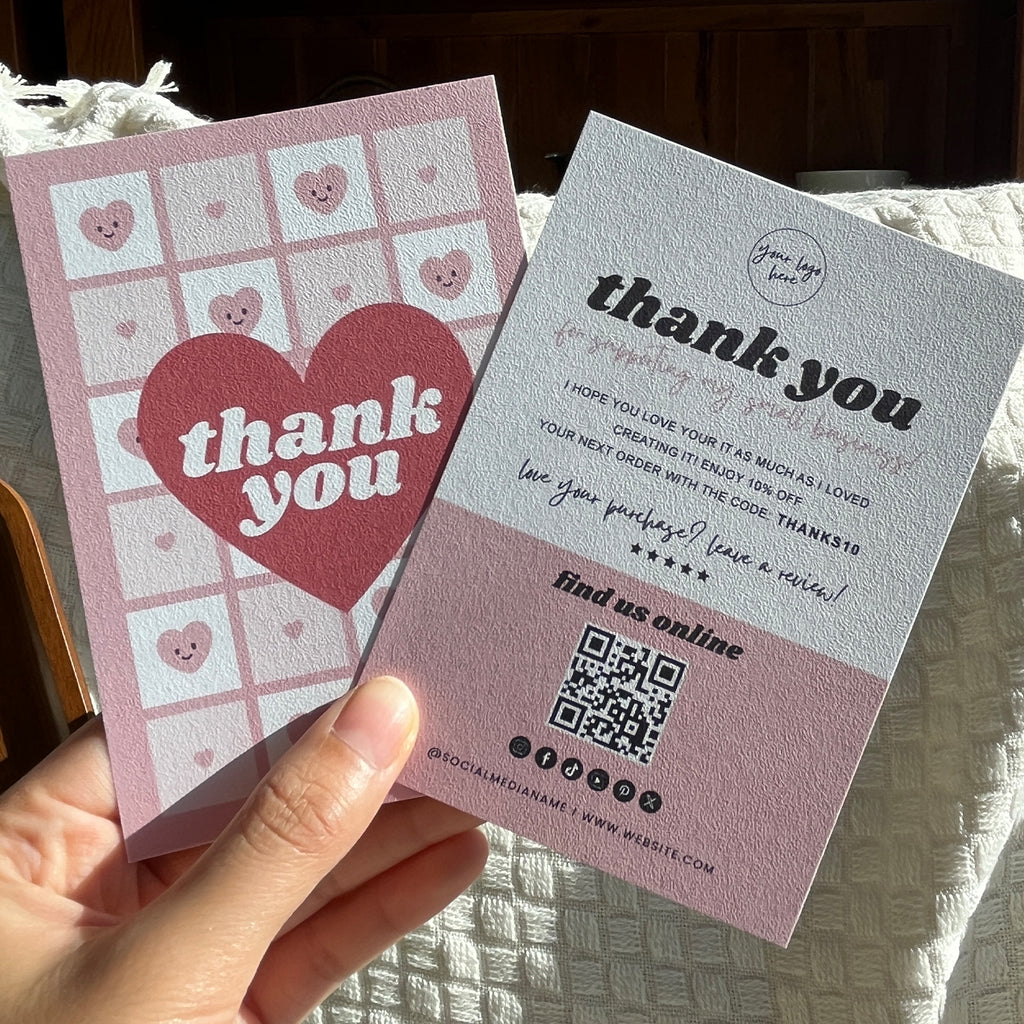 thank
you
Your logo
here
thank you
for supporting my small business
I HOPE YOU LOVE YOUR IT AS MUCH AS I LOVED
CREATING IT! ENJOY 10% OFF
YOUR NEXT ORDER WITH THE CODE: THANKS10
love your purchase? leave a review!
find us online
@SOCIALMEDIANAME | WWW.WEBSITE.COM